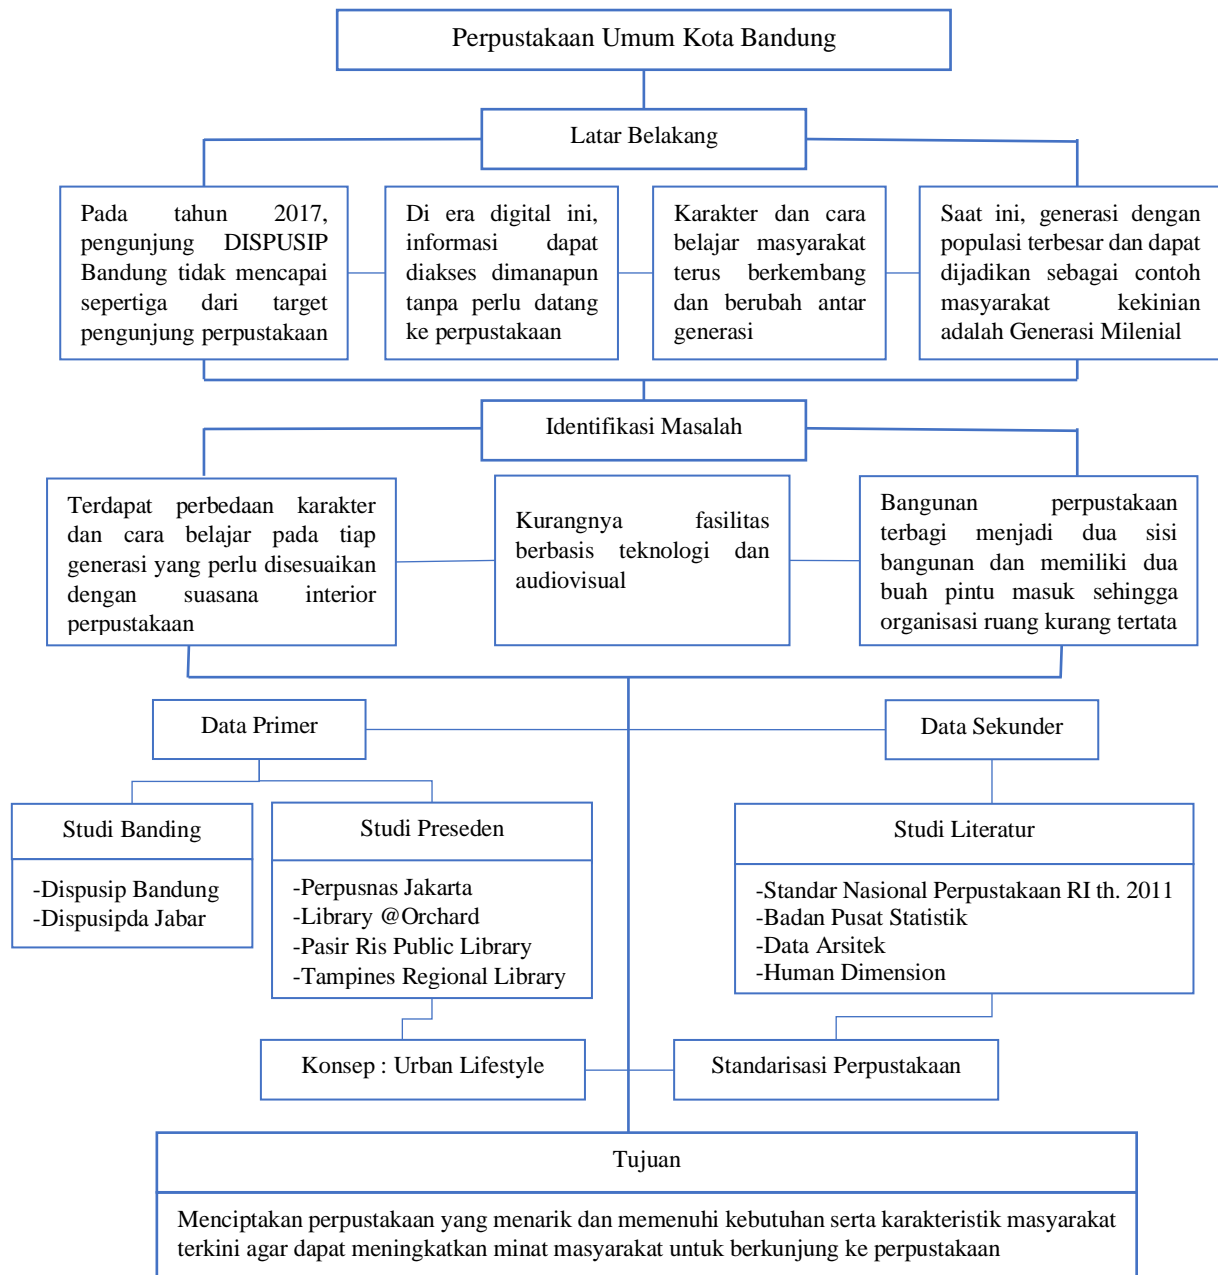 Perpustakaan Umum Kota Bandung
Latar Belakang
Pada tahun 2017,
pengunjung DISPUSIP
Bandung tidak mencapai
sepertiga dari target
pengunjung perpustakaan
Di era digital ini,
informasi dapat
diakses dimanapun
tanpa perlu datang
ke perpustakaan
Karakter dan cara
belajar masyarakat
terus berkembang
dan berubah antar
generasi
Saat ini, generasi dengan
populasi terbesar dan dapat
dijadikan sebagai contoh
masyarakat kekinian
adalah Generasi Milenial
Identifikasi Masalah
Terdapat perbedaan karakter
dan cara belajar pada tiap
generasi yang perlu disesuaikan
dengan suasana interior
perpustakaan
Kurangnya fasilitas
berbasis teknologi dan
audiovisual
Bangunan perpustakaan
terbagi menjadi dua sisi
bangunan dan memiliki dua
buah pintu masuk sehingga
organisasi ruang kurang tertata
Data Primer
Data Sekunder
Studi Banding
-Dispusip Bandung
-Dispusipda Jabar
Studi Preseden
-Perpusnas Jakarta
-Library @Orchard
-Pasir Ris Public Library
-Tampines Regional Library
Studi Literatur
-Standar Nasional Perpustakaan RI th. 2011
-Badan Pusat Statistik
-Data Arsitek
-Human Dimension
Konsep : Urban Lifestyle
Standarisasi Perpustakaan
Tujuan
Menciptakan perpustakaan yang menarik dan memenuhi kebutuhan serta karakteristik masyarakat
terkini agar dapat meningkatkan minat masyarakat untuk berkunjung ke perpustakaan